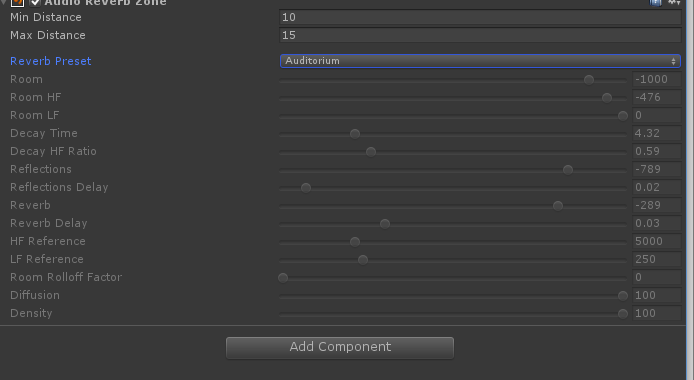 Audio Reverb Zone
Min Distance 10
Max Distance 15
Reverb Preset Auditorium
Room -1000
Room HF -476
Room LF 0
Decay Time 4.32
Decay HF Ratio 0.59
Reflections -789
Reflections Delay 0.02
Reverb -289
Reverb Delay 0.03
HF Reference 5000
LF Reference 250
Room Rolloff Factor 0
Diffusion 100
Density 100
Add Component